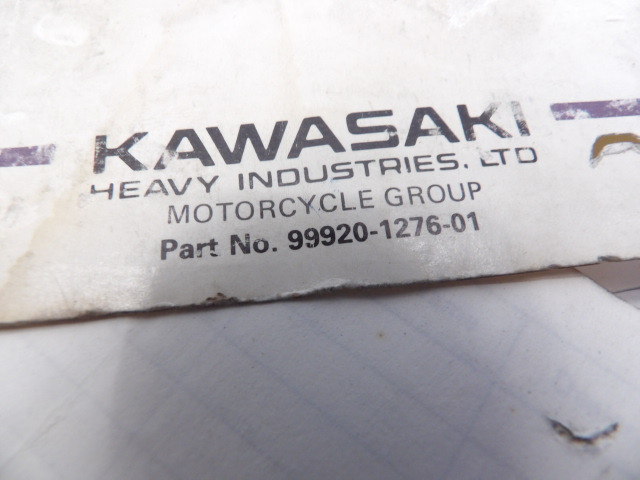 KAWASAKI
HEAVY INDUSTRIES, LTD
MOTORCYCLE GROUP
Part No. 99920-1276-01